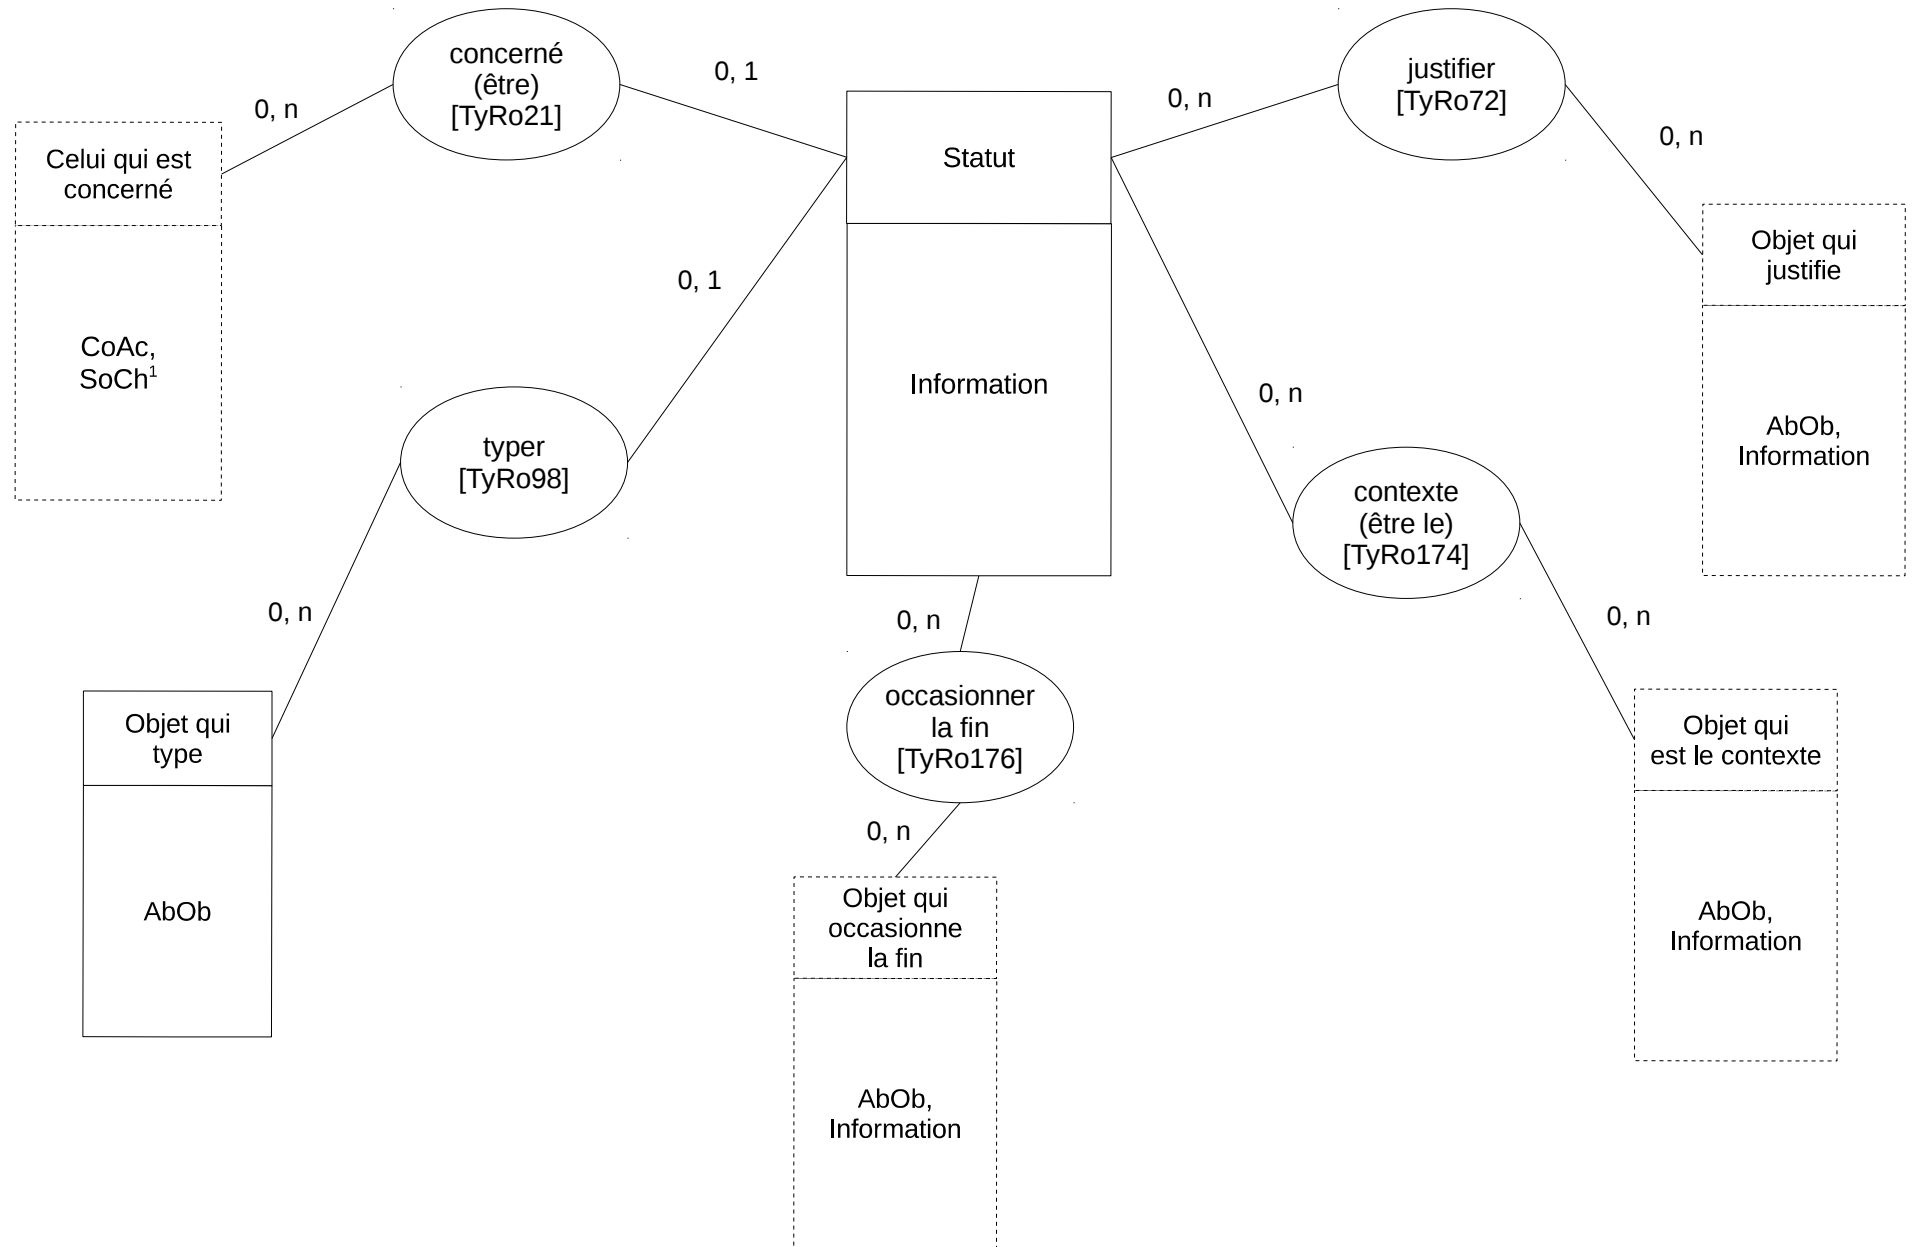 concerné
(être)
[TyRo21]
0, 1
0, n
justifier
[TyRo72]
0, n
0, n
Celui qui est
concerné
Statut
Objet qui
justifie
CoAc,
SoCh¹
0, 1
Information
0, n
AbOb,
Information
typer
[TyRo98]
contexte
(être le)
[TyRo174]
0, n
0, n
0, n
occasionner
la fin
[TyRo176]
Objet qui
type
Objet qui
est le contexte
0, n
AbOb
Objet qui
occasionne
la fin
AbOb,
Information
AbOb,
Information